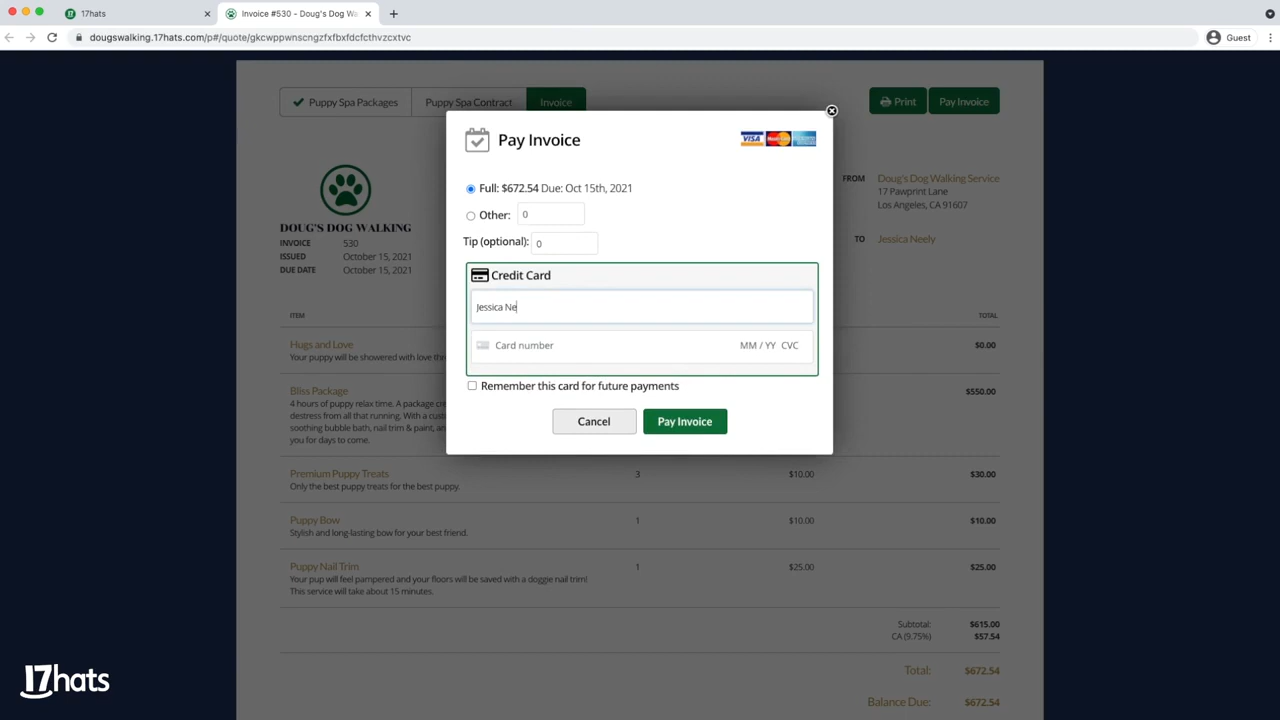 17hats
Invoice #530 - Doug's Dog Wa
dougswalking.17hats.com/p#/quote/gkcwppwnscngzfxfbxfdcfcthvzcxtvc
Guest
Puppy Spa Packages
Puppy Spa Contract
Invoice
Print
Pay Invoice
Pay Invoice
VISA
Full: $672.54 Due: Oct 15th, 2021
Other: 0
Tip (optional): 0
Credit Card
Jessica Ne
Card number MM / YY CVC
Remember this card for future payments
Cancel
Pay Invoice
DOUG'S DOG WALKING
INVOICE 530
ISSUED October 15, 2021
DUE DATE October 15, 2021
FROM Doug's Dog Walking Service
17 Pawprint Lane
Los Angeles, CA 91607
TO Jessica Neely
ITEM TOTAL
Hugs and Love $0.00
Your puppy will be showered with love
Bliss Package $550.00
4 hours of puppy relax time. A package
destress from all that running. With a
soothing bubble bath, nail trim & paint,
you for days to come.
Premium Puppy Treats 3 $10.00 $30.00
Only the best puppy treats for the best puppy.
Puppy Bow 1 $10.00 $10.00
Stylish and long-lasting bow for your best friend.
Puppy Nail Trim 1 $25.00 $25.00
Your pup will feel pampered and your floors will be saved with a doggie nail trim!
This service will take about 15 minutes.
Subtotal: $615.00
CA (9.75%) $57.54
Total: $672.54
Balance Due: $672.54
17hats